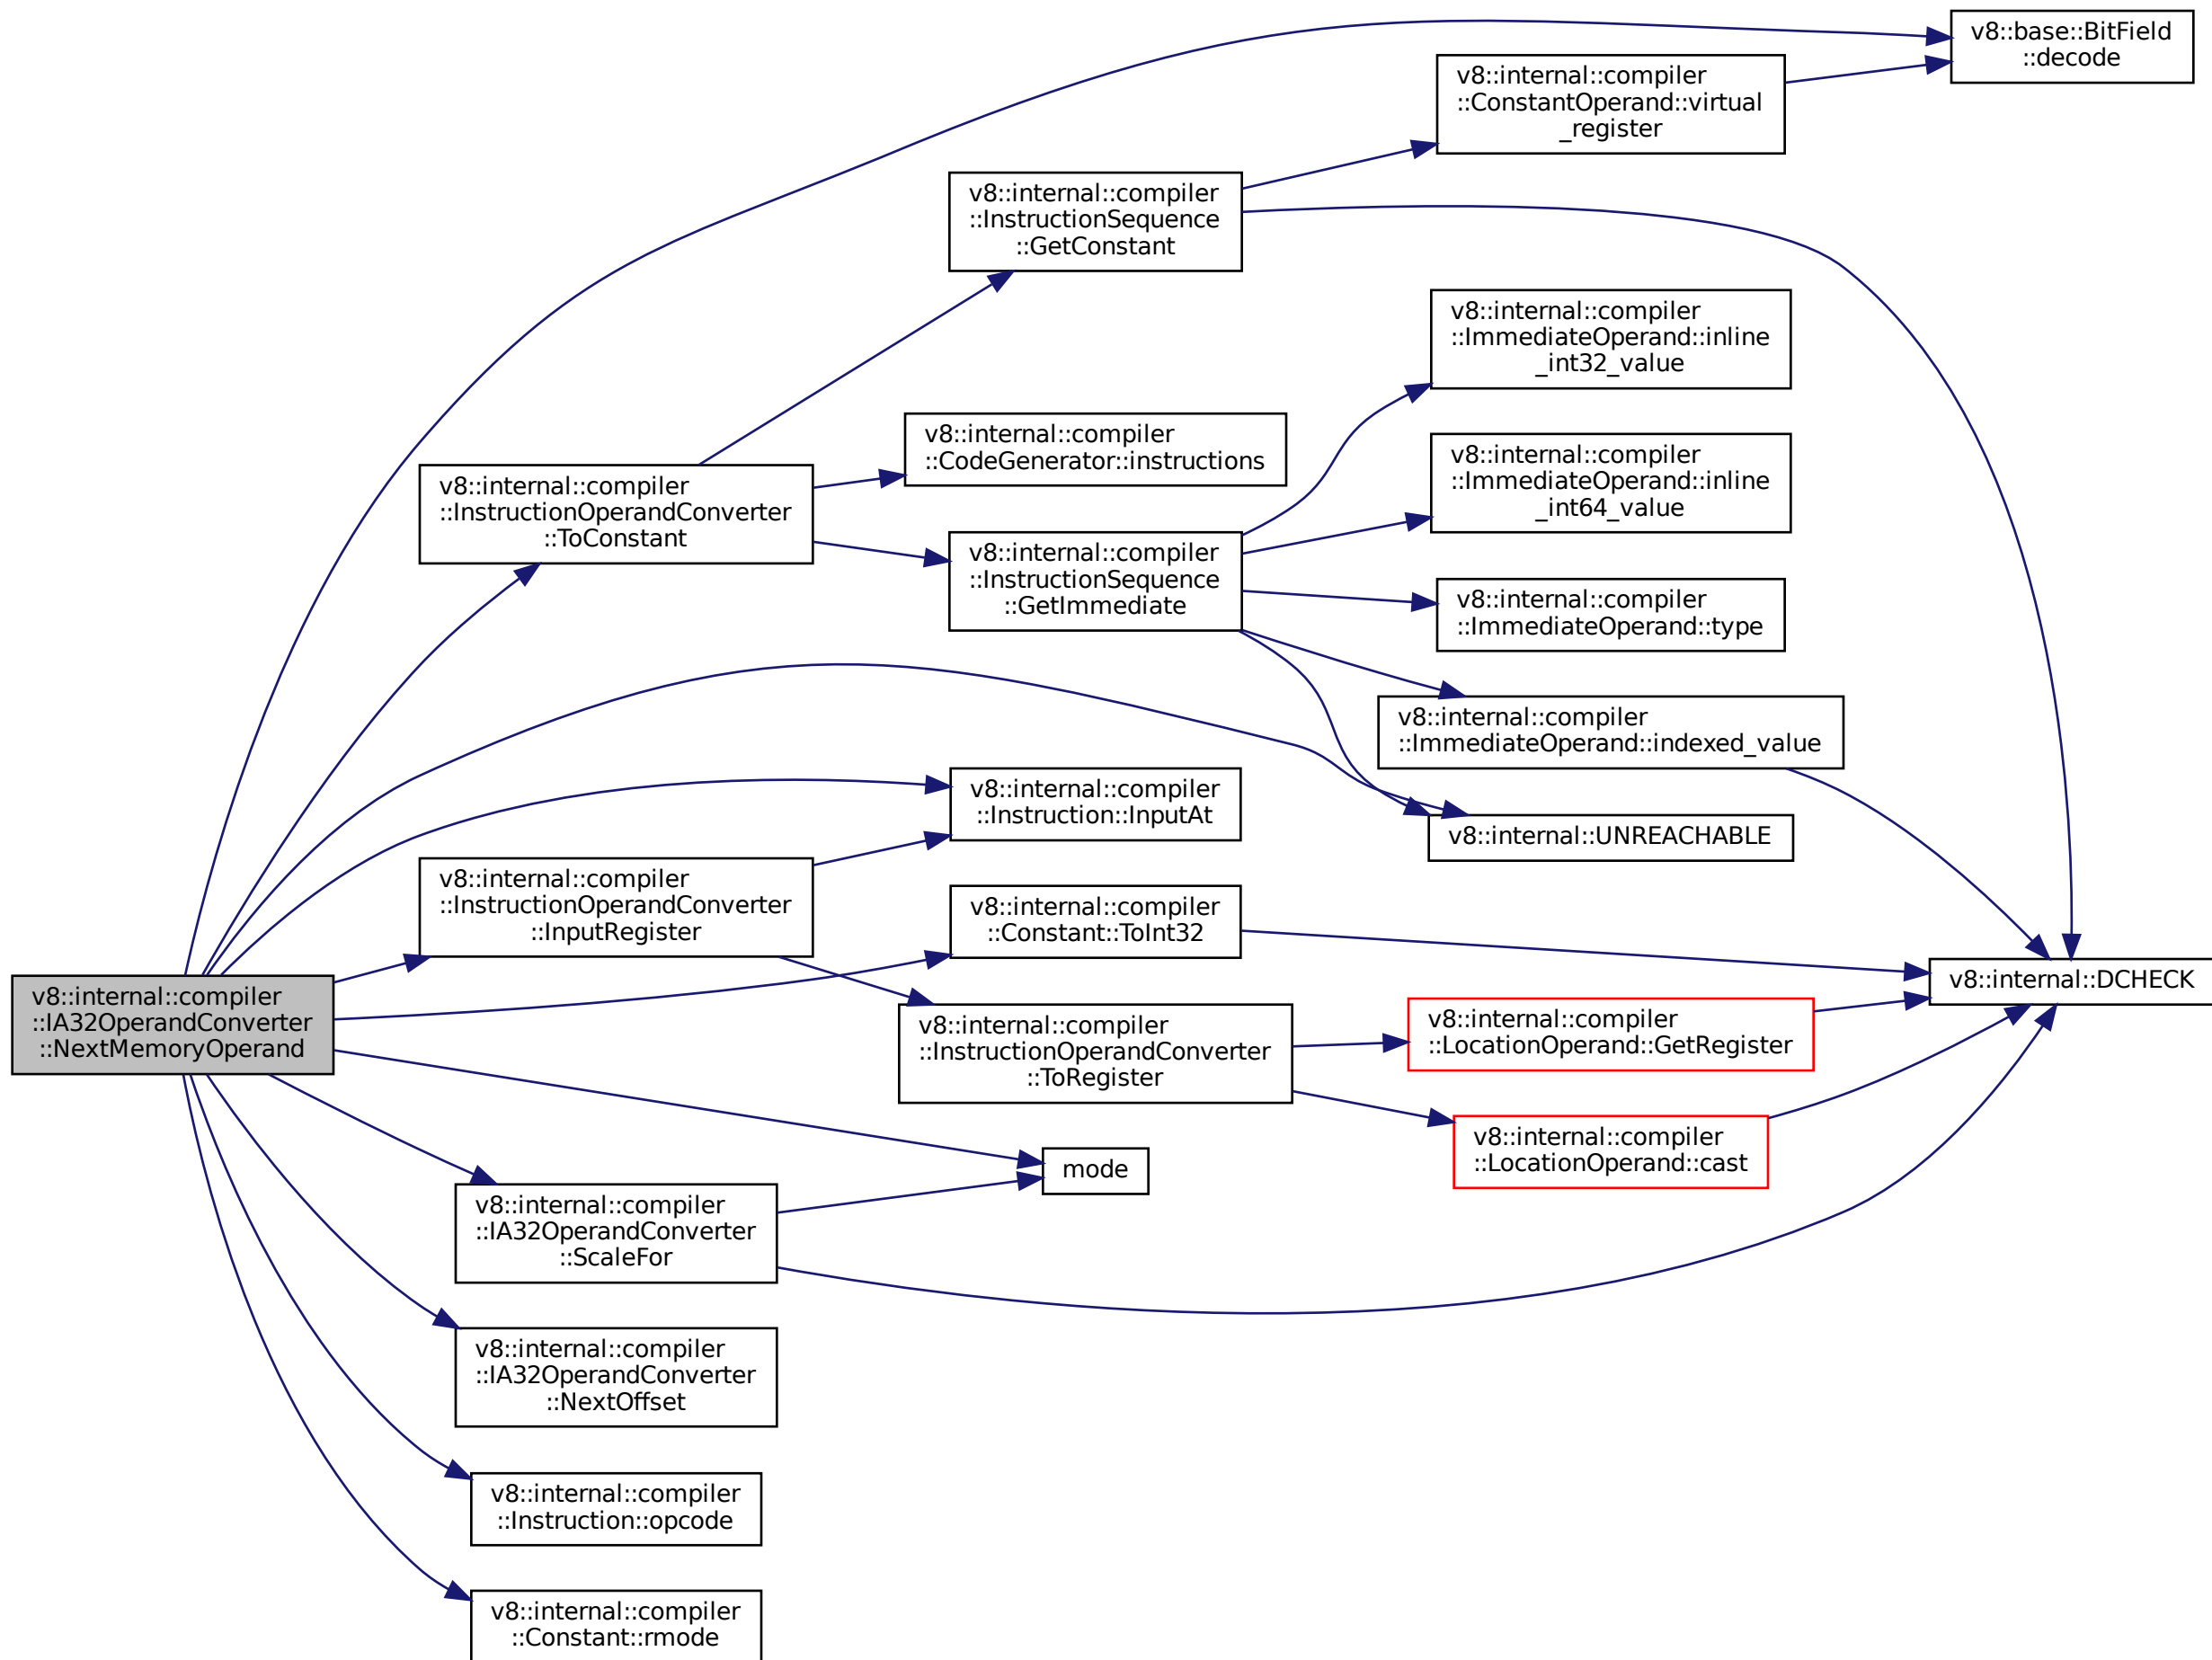 v8::base::BitField
::decode
v8::internal::compiler
::ConstantOperand::virtual
_register
v8::internal::compiler
::InstructionSequence
::GetConstant
v8::internal::compiler
::ImmediateOperand::inline
_int32_value
v8::internal::compiler
::CodeGenerator::instructions
v8::internal::compiler
::ImmediateOperand::inline
_int64_value
v8::internal::compiler
::InstructionOperandConverter
::ToConstant
v8::internal::compiler
::InstructionSequence
::GetImmediate
v8::internal::compiler
::ImmediateOperand::type
v8::internal::compiler
::ImmediateOperand::indexed_value
v8::internal::compiler
::Instruction::InputAt
v8::internal::UNREACHABLE
v8::internal::compiler
::InstructionOperandConverter
::InputRegister
v8::internal::compiler
::Constant::ToInt32
v8::internal::DCHECK
v8::internal::compiler
::IA32OperandConverter
::NextMemoryOperand
v8::internal::compiler
::InstructionOperandConverter
::ToRegister
v8::internal::compiler
::LocationOperand::GetRegister
v8::internal::compiler
::LocationOperand::cast
mode
v8::internal::compiler
::IA32OperandConverter
::ScaleFor
v8::internal::compiler
::IA32OperandConverter
::NextOffset
v8::internal::compiler
::Instruction::opcode
v8::internal::compiler
::Constant::rmode